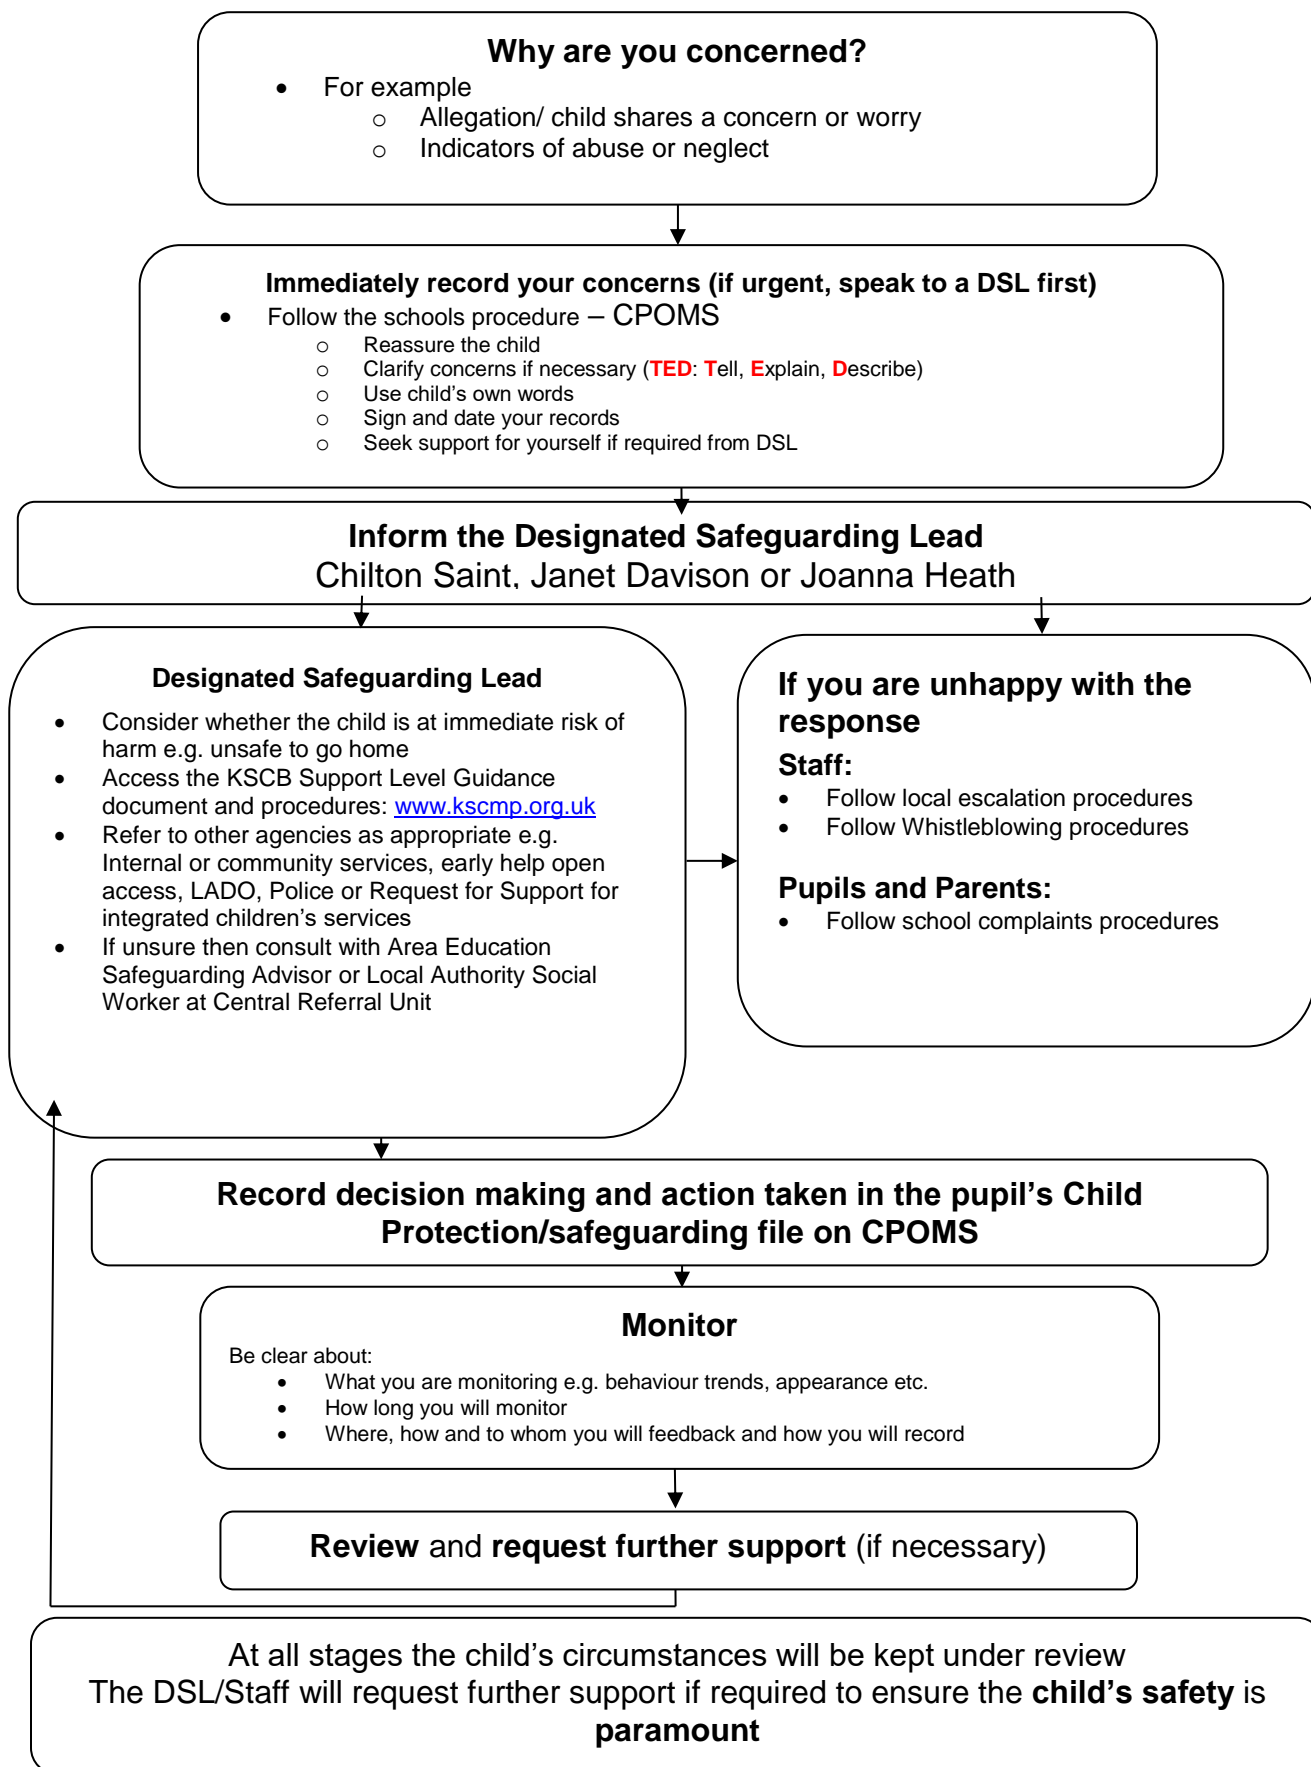 Why are you concerned?
• For example
o Allegation/ child shares a concern or worry
o Indicators of abuse or neglect
Immediately record your concerns (if urgent, speak to a DSL first)
• Follow the schools procedure – CPOMS
o Reassure the child
o Clarify concerns if necessary (TED: Tell, Explain, Describe)
o Use child’s own words
o Sign and date your records
o Seek support for yourself if required from DSL
Inform the Designated Safeguarding Lead
Chilton Saint, Janet Davison or Joanna Heath
Designated Safeguarding Lead
• Consider whether the child is at immediate risk of
harm e.g. unsafe to go home
• Access the KSCB Support Level Guidance
document and procedures: www.kscmp.org.uk
• Refer to other agencies as appropriate e.g.
Internal or community services, early help open
access, LADO, Police or Request for Support for
integrated children’s services
• If unsure then consult with Area Education
Safeguarding Advisor or Local Authority Social
Worker at Central Referral Unit
If you are unhappy with the
response
Staff:
• Follow local escalation procedures
• Follow Whistleblowing procedures
Pupils and Parents:
• Follow school complaints procedures
Record decision making and action taken in the pupil’s Child
Protection/safeguarding file on CPOMS
Monitor
Be clear about:
• What you are monitoring e.g. behaviour trends, appearance etc.
• How long you will monitor
• Where, how and to whom you will feedback and how you will record
Review and request further support (if necessary)
At all stages the child’s circumstances will be kept under review
The DSL/Staff will request further support if required to ensure the child’s safety is
paramount